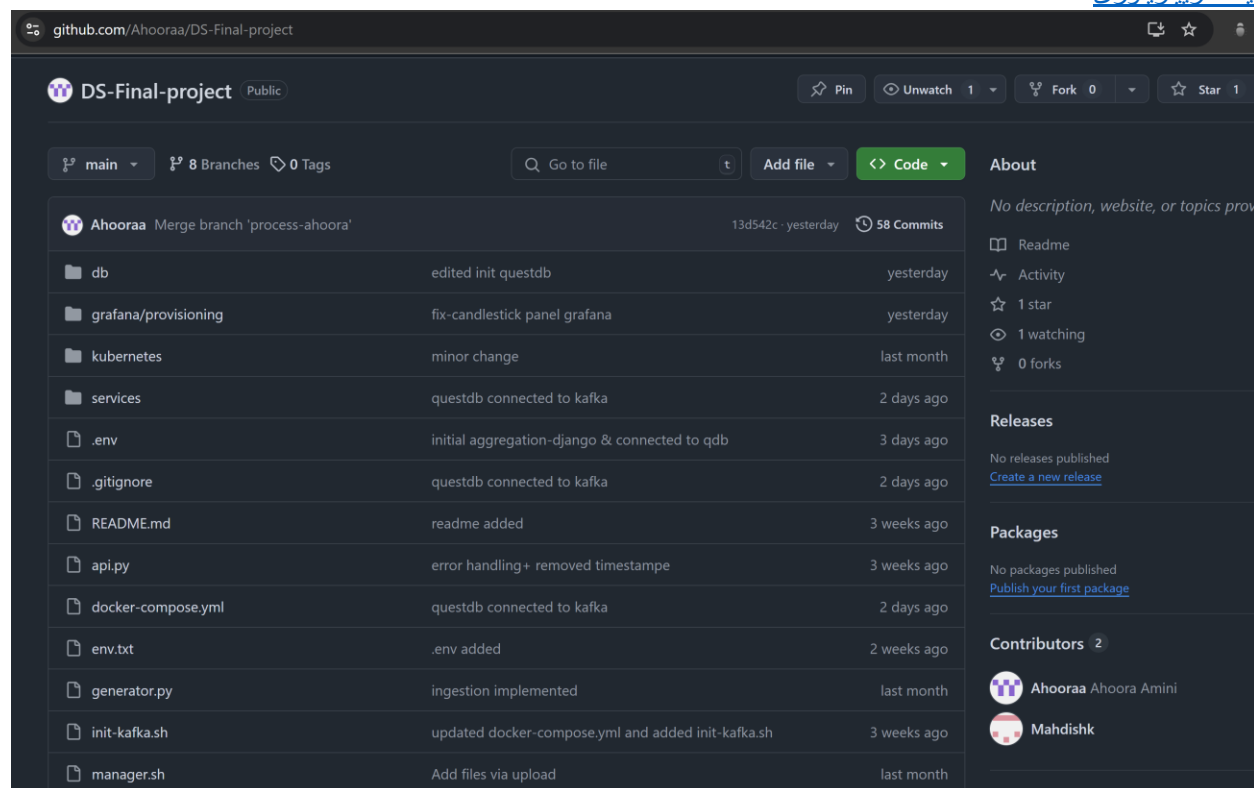 github.com/Ahooraa/DS-Final-project
DS-Final-project Public
Pin
Unwatch 1
Fork 0
Star 1
main
8 Branches
0 Tags
Go to file
t
Add file
Code
Ahooraa Merge branch 'process-ahoora'
13d542c · yesterday
58 Commits
db edited init questdb yesterday
grafana/provisioning fix-candlestick panel grafana yesterday
kubernetes minor change last month
services questdb connected to kafka 2 days ago
.env initial aggregation-django & connected to qdb 3 days ago
.gitignore questdb connected to kafka 2 days ago
README.md readme added 3 weeks ago
api.py error handling+ removed timestampe 3 weeks ago
docker-compose.yml questdb connected to kafka 2 days ago
env.txt .env added 2 weeks ago
generator.py ingestion implemented last month
init-kafka.sh updated docker-compose.yml and added init-kafka.sh 3 weeks ago
manager.sh Add files via upload last month
About
No description, website, or topics prov
Readme
Activity
1 star
1 watching
0 forks
Releases
No releases published
Create a new release
Packages
No packages published
Publish your first package
Contributors 2
Ahooraa Ahoora Amini
Mahdishk